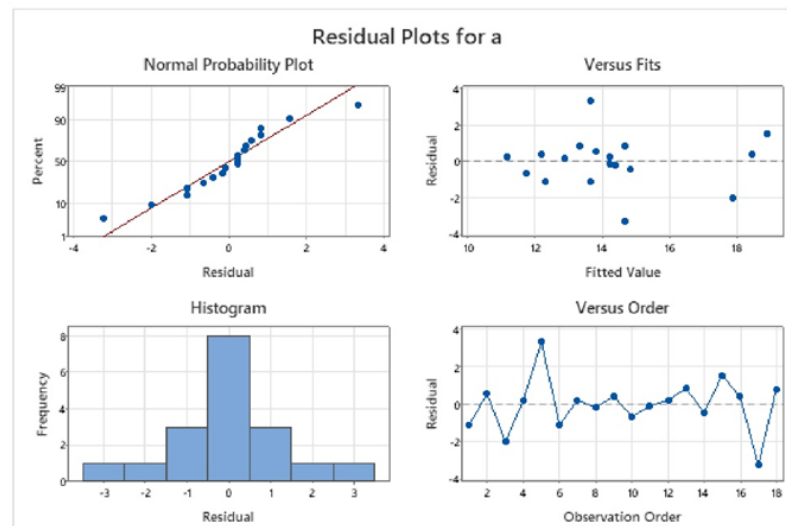 Residual Plots for a
Normal Probability Plot
Versus Fits
99
90
50
10
1
Percent
-4 -2 0 2 4
Residual
4
2
0
-2
-4
Residual
10 12 14 16 18
Fitted Value
Histogram
Versus Order
8
6
4
2
0
Frequency
-3 -2 -1 0 1 2 3
Residual
4
2
0
-2
-4
Residual
2 4 6 8 10 12 14 16 18
Observation Order